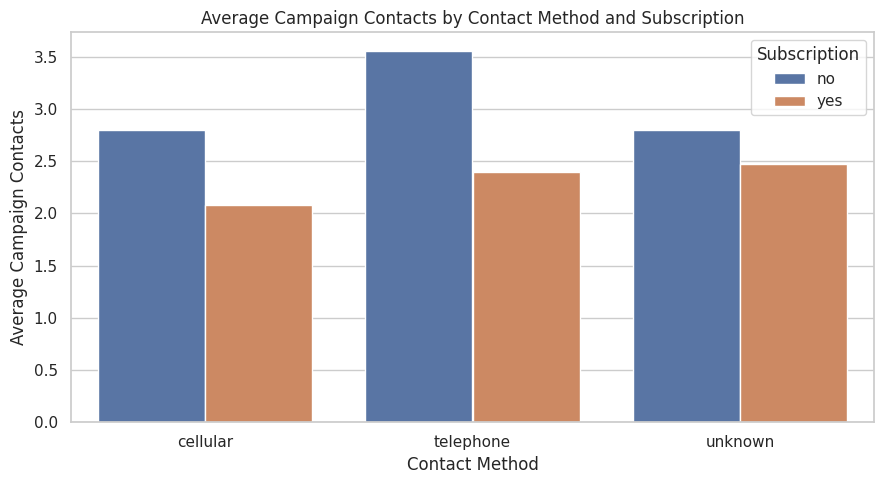 Average Campaign Contacts by Contact Method and Subscription
Subscription
no
yes
Average Campaign Contacts
3.5
3.0
2.5
2.0
1.5
1.0
0.5
0.0
cellular telephone unknown
Contact Method